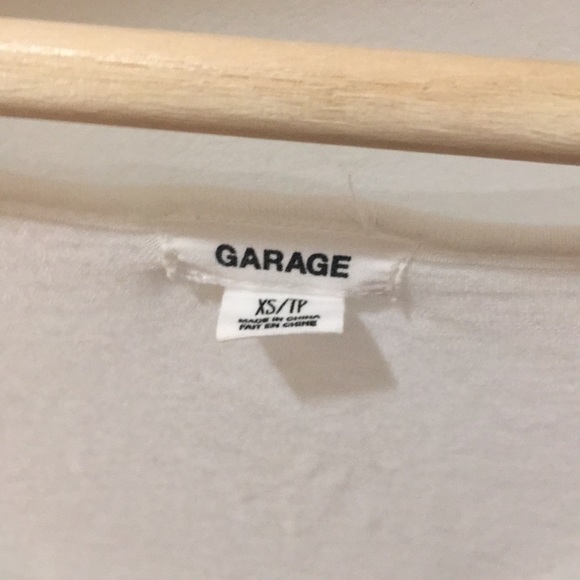 GARAGE
XS/TP
MADE IN CHINA
FAIT EN CHINE